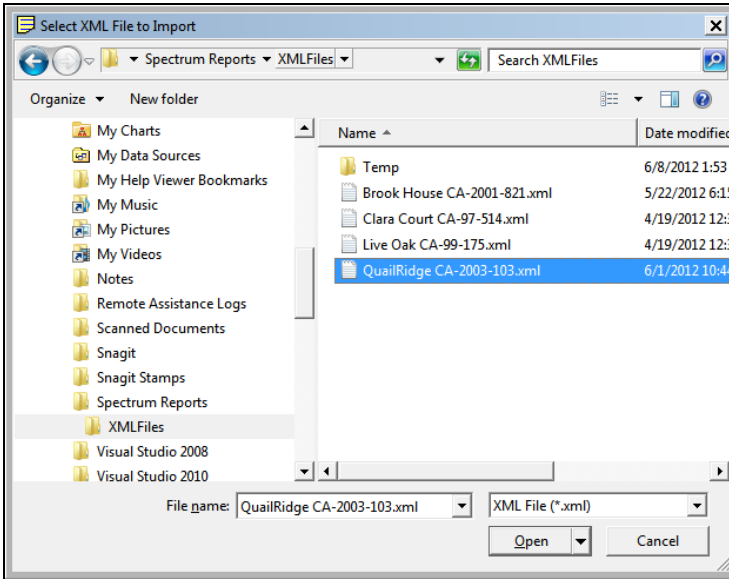 Select XML File to Import
Spectrum Reports XMLFiles Search XMLFiles
Organize New folder
My Charts
My Data Sources
My Help Viewer Bookmarks
My Music
My Pictures
My Videos
Notes
Remote Assistance Logs
Scanned Documents
Snagit
Snagit Stamps
Spectrum Reports
XMLFiles
Visual Studio 2008
Visual Studio 2010
Name Date modified
Temp 6/8/2012 1:53
Brook House CA-2001-821.xml 5/22/2012 6:15
Clara Court CA-97-514.xml 4/19/2012 12:
Live Oak CA-99-175.xml 4/19/2012 12:
QuailRidge CA-2003-103.xml 6/1/2012 10:44
File name: QuailRidge CA-2003-103.xml XML File (*.xml)
Open Cancel